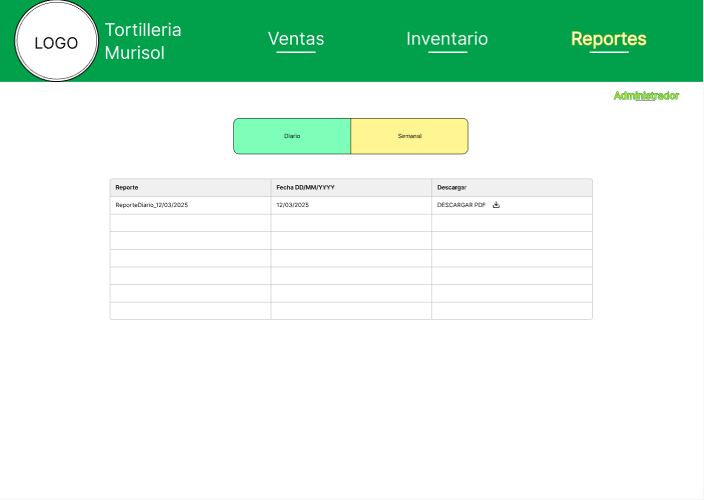 LOGO
Tortilleria
Murisol
Ventas
Inventario
Reportes
Administrador
Diario
Semanal
Reporte
Fecha DD/MM/YYYY
Descargar
ReporteDiario_12/03/2025
12/03/2025
DESCARGAR PDF